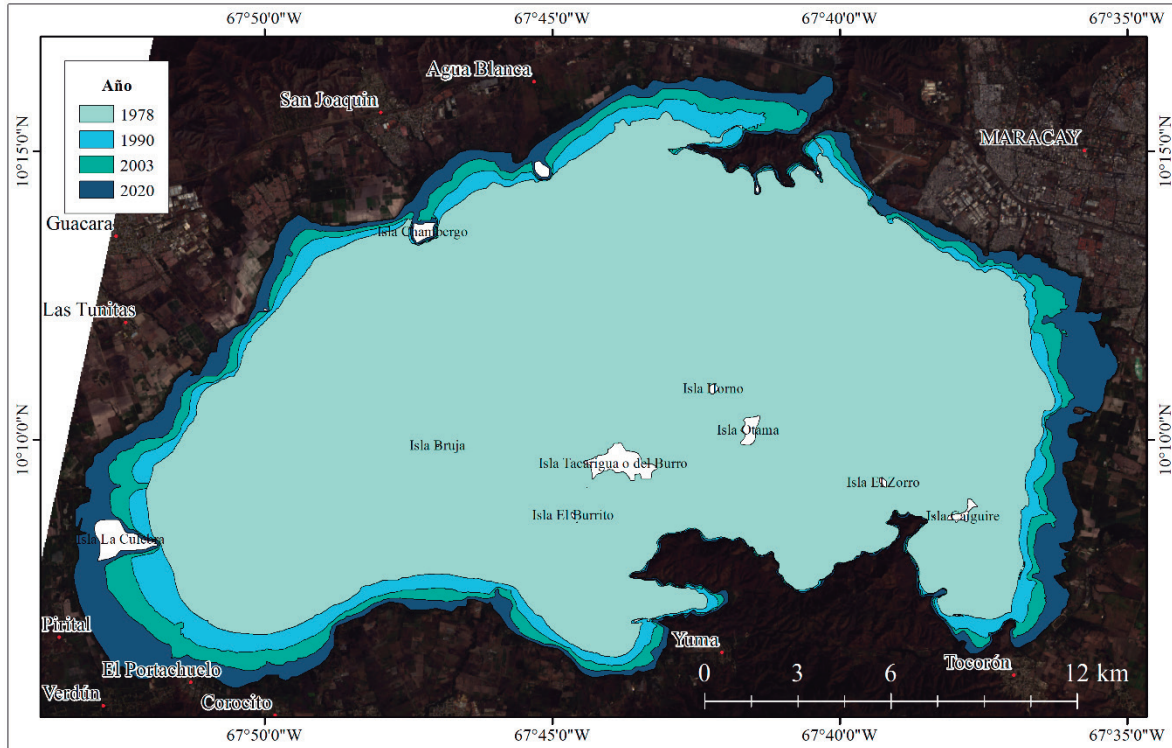 67°50'0"W 67°45'0"W 67°40'0"W 67°35'0"W
Año
1978
1990
2003
2020
Agua Blanca
San Joaquin
MARACAY
10°15'0"N 10°15'0"N
Guacara
Isla Chambergo
Las Tunitas
Isla Horno
Isla Otama
10°10'0"N 10°10'0"N
Isla Bruja
Isla Tacarigua o del Burro
Isla El Zorro
Isla El Burrito
Isla Caiguire
Isla La Culebra
Pirital
Yuma
El Portachuelo
Tocorón
Verdún
Corocito
0 3 6 12 km
67°50'0"W 67°45'0"W 67°40'0"W 67°35'0"W